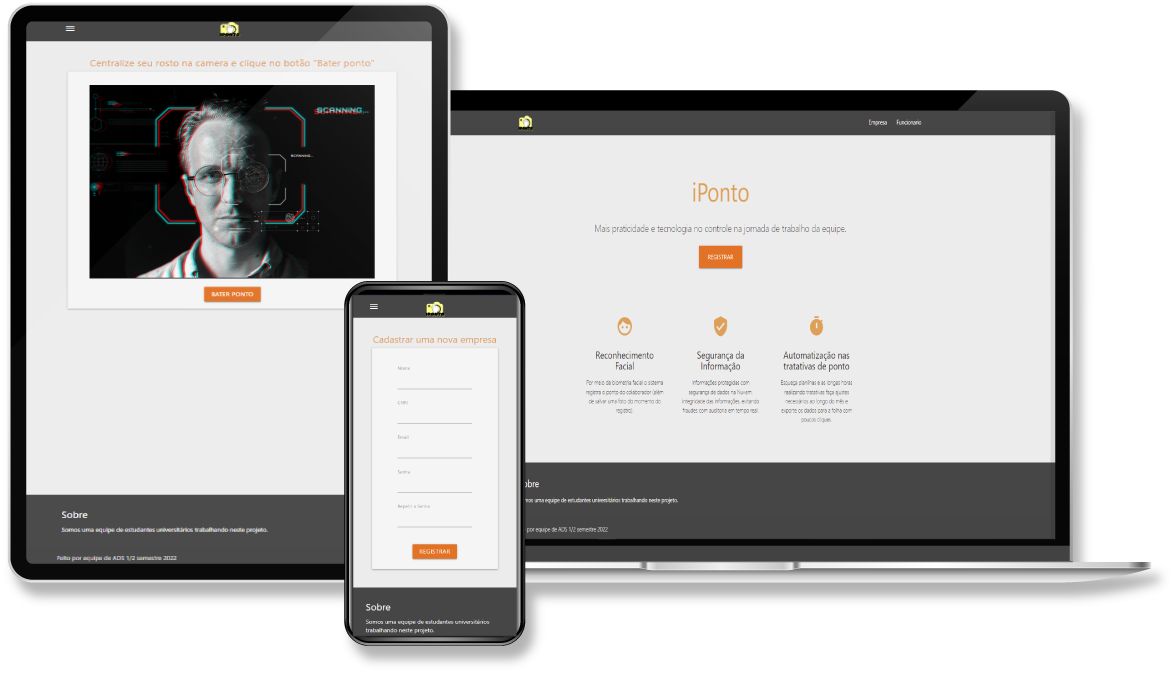 Centralize seu rosto na camera e clique no botão "Bater ponto"
SCANNING...
SCANNING...
BATER PONTO
Sobre
Somos uma equipe de estudantes universitários trabalhando neste projeto.
Feito por equipe de ADS 1/2 semestre 2022
Cadastrar uma nova empresa
Nome
CNPJ
Email
Senha
Repetir a Senha
REGISTRAR
Sobre
Somos uma equipe de estudantes universitários
trabalhando neste projeto.
Empresa Funcionario
iPonto
Mais praticidade e tecnologia no controle na jornada de trabalho da equipe.
REGISTRAR
Reconhecimento
Facial
Por meio da biometria facial o sistema
registra o ponto do colaborador (além
de salvar uma foto do momento do
registro).
Segurança da
Informação
Informações protegidas com
segurança de dados na Nuvem,
integridade das informações, evitando
fraudes com auditoria em tempo real.
Automatização nas
tratativas de ponto
Esqueça planilhas e as longas horas
realizando tratativas faça ajustes
necessários ao longo do mês e
exporte os dados para a folha com
poucos cliques.
obre
mos uma equipe de estudantes universitários trabalhando neste projeto.
por equipe de ADS 1/2 semestre 2022